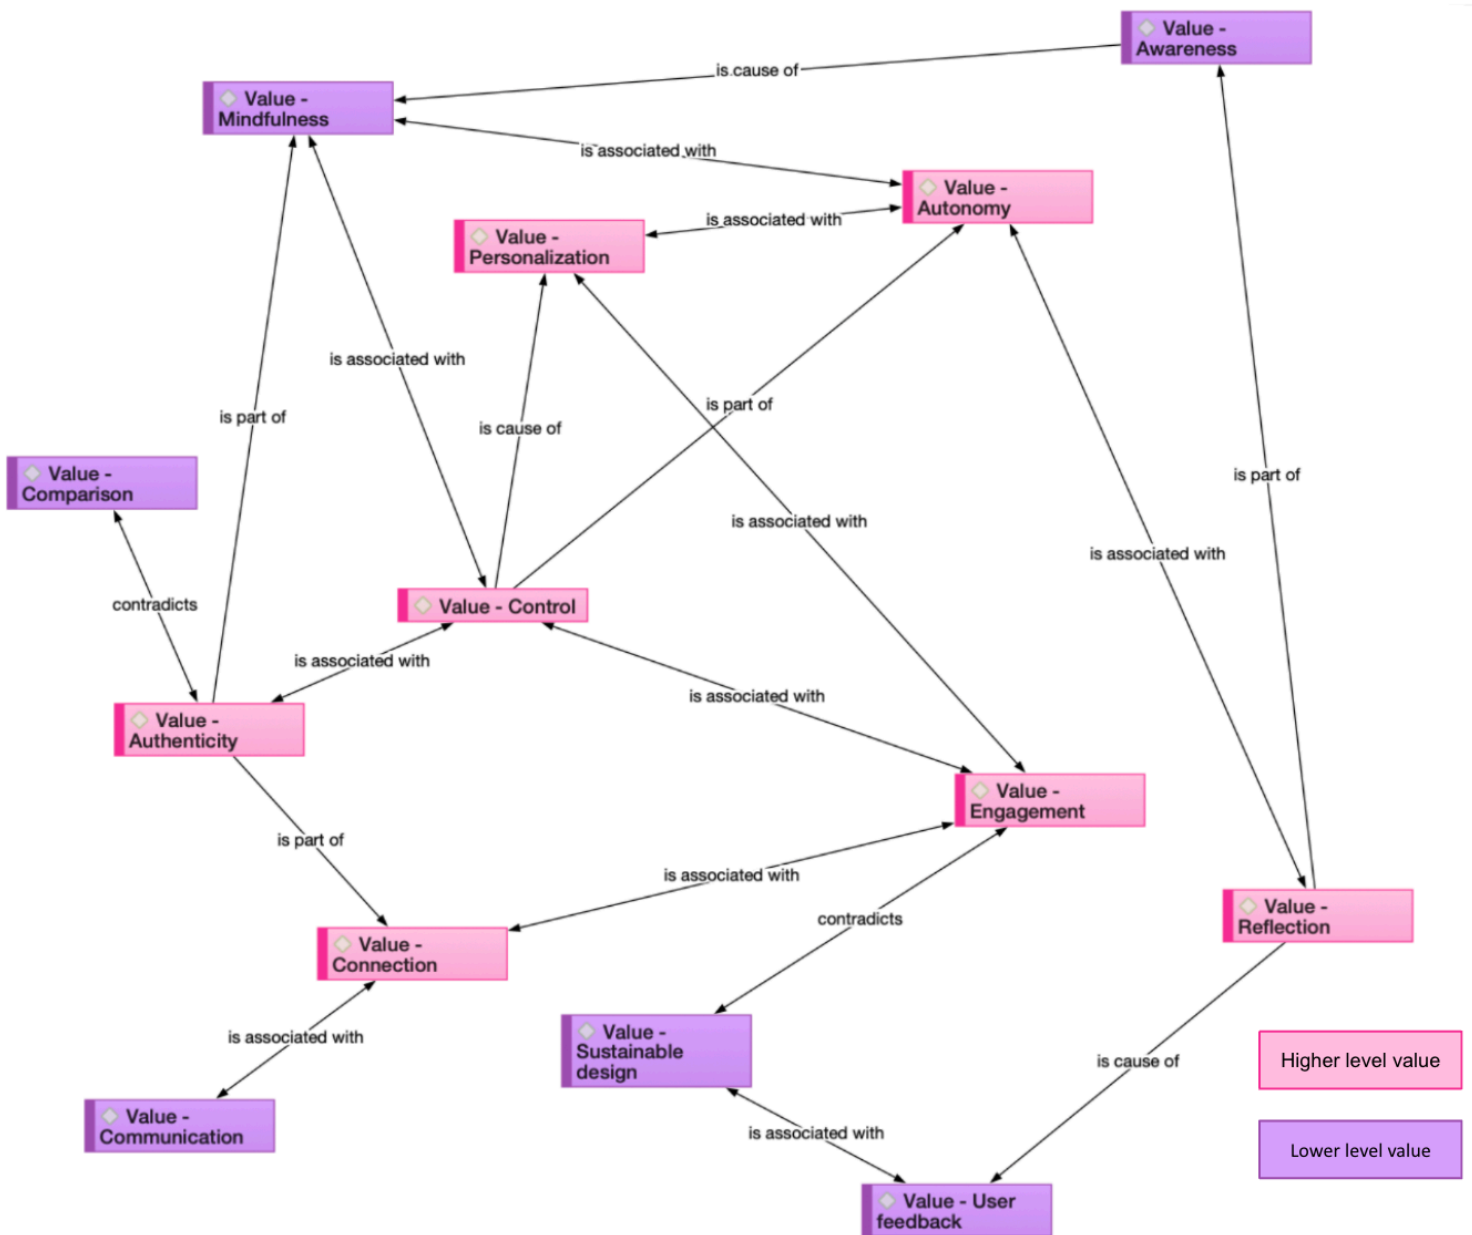 Value -
Awareness
is cause of
Value -
Mindfulness
is associated with
Value -
Autonomy
is associated with
Value -
Personalization
is associated with
is part of
is part of
is cause of
Value -
Comparison
is part of
is associated with
is associated with
contradicts
Value - Control
is associated with
is associated with
Value -
Authenticity
Value -
Engagement
is part of
is associated with
contradicts
Value -
Reflection
Value -
Connection
is associated with
Value -
Sustainable
design
is cause of
Higher level value
Value -
Communication
is associated with
Lower level value
Value - User
feedback